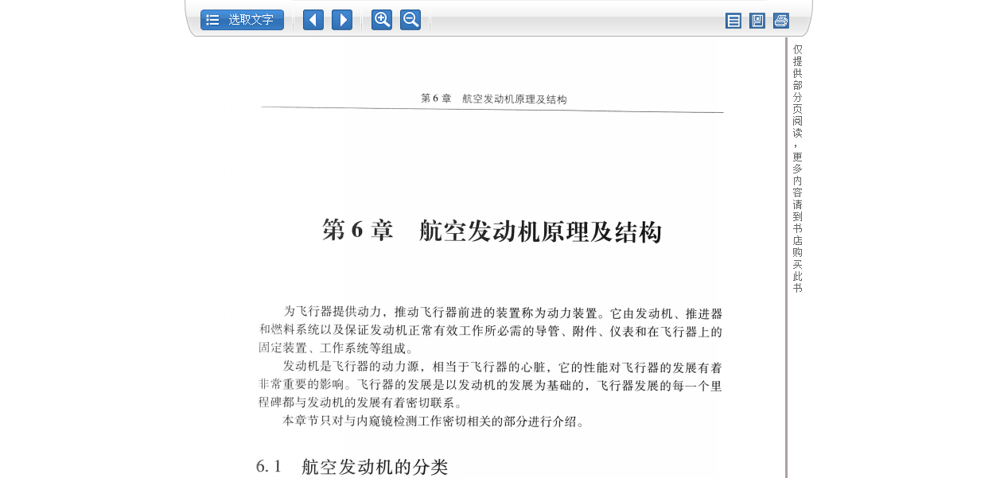 选取文字
仅提供部分页阅读，更多内容请到书店购买此书
第6章 航空发动机原理及结构
第6章 航空发动机原理及结构
为飞行器提供动力，推动飞行器前进的装置称为动力装置。它由发动机、推进器
和燃料系统以及保证发动机正常有效工作所必需的导管、附件、仪表和在飞行器上的
固定装置、工作系统等组成。
发动机是飞行器的动力源，相当于飞行器的心脏，它的性能对飞行器的发展有着
非常重要的影响。飞行器的发展是以发动机的发展为基础的，飞行器发展的每一个里
程碑都与发动机的发展有着密切联系。
本章节只对与内窥镜检测工作密切相关的部分进行介绍。
6.1 航空发动机的分类